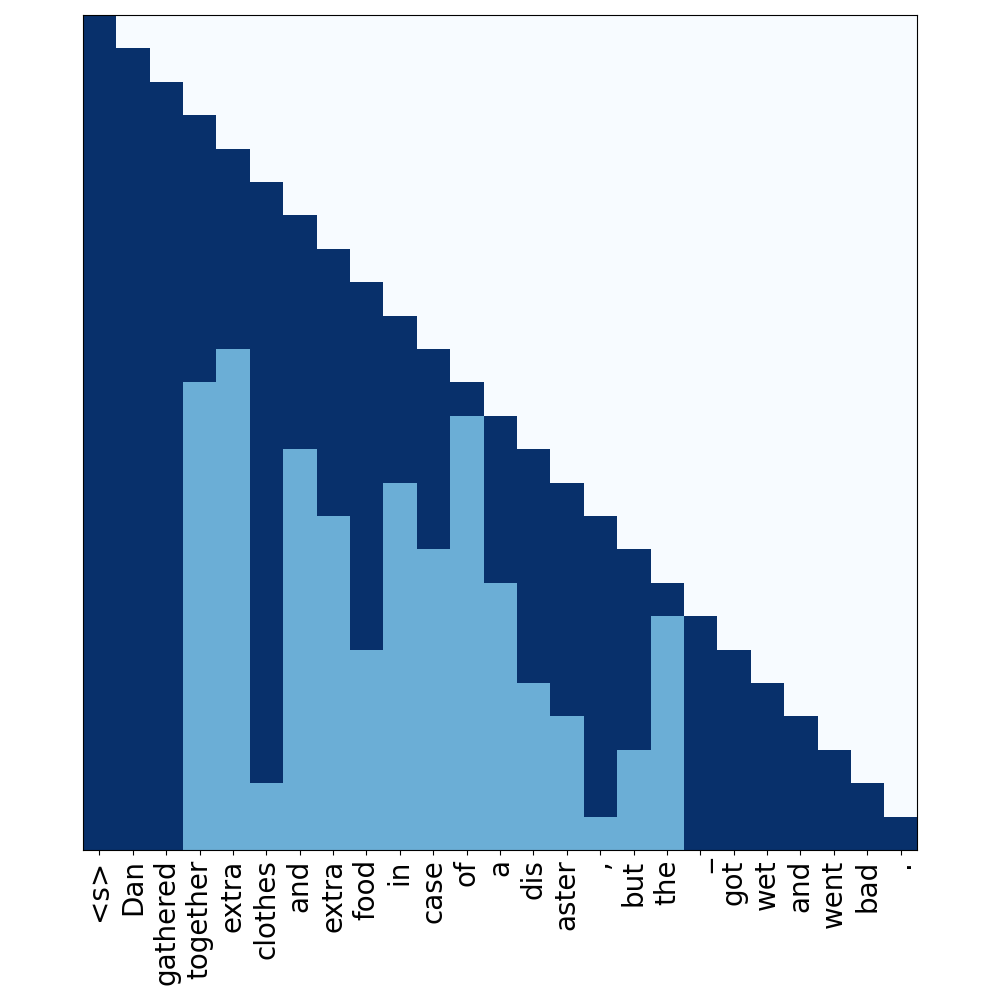 <s>
Dan
gathered
together
extra
clothes
and
extra
food
in
case
of
a
dis
aster
,
but
the
_
got
wet
and
went
bad
.